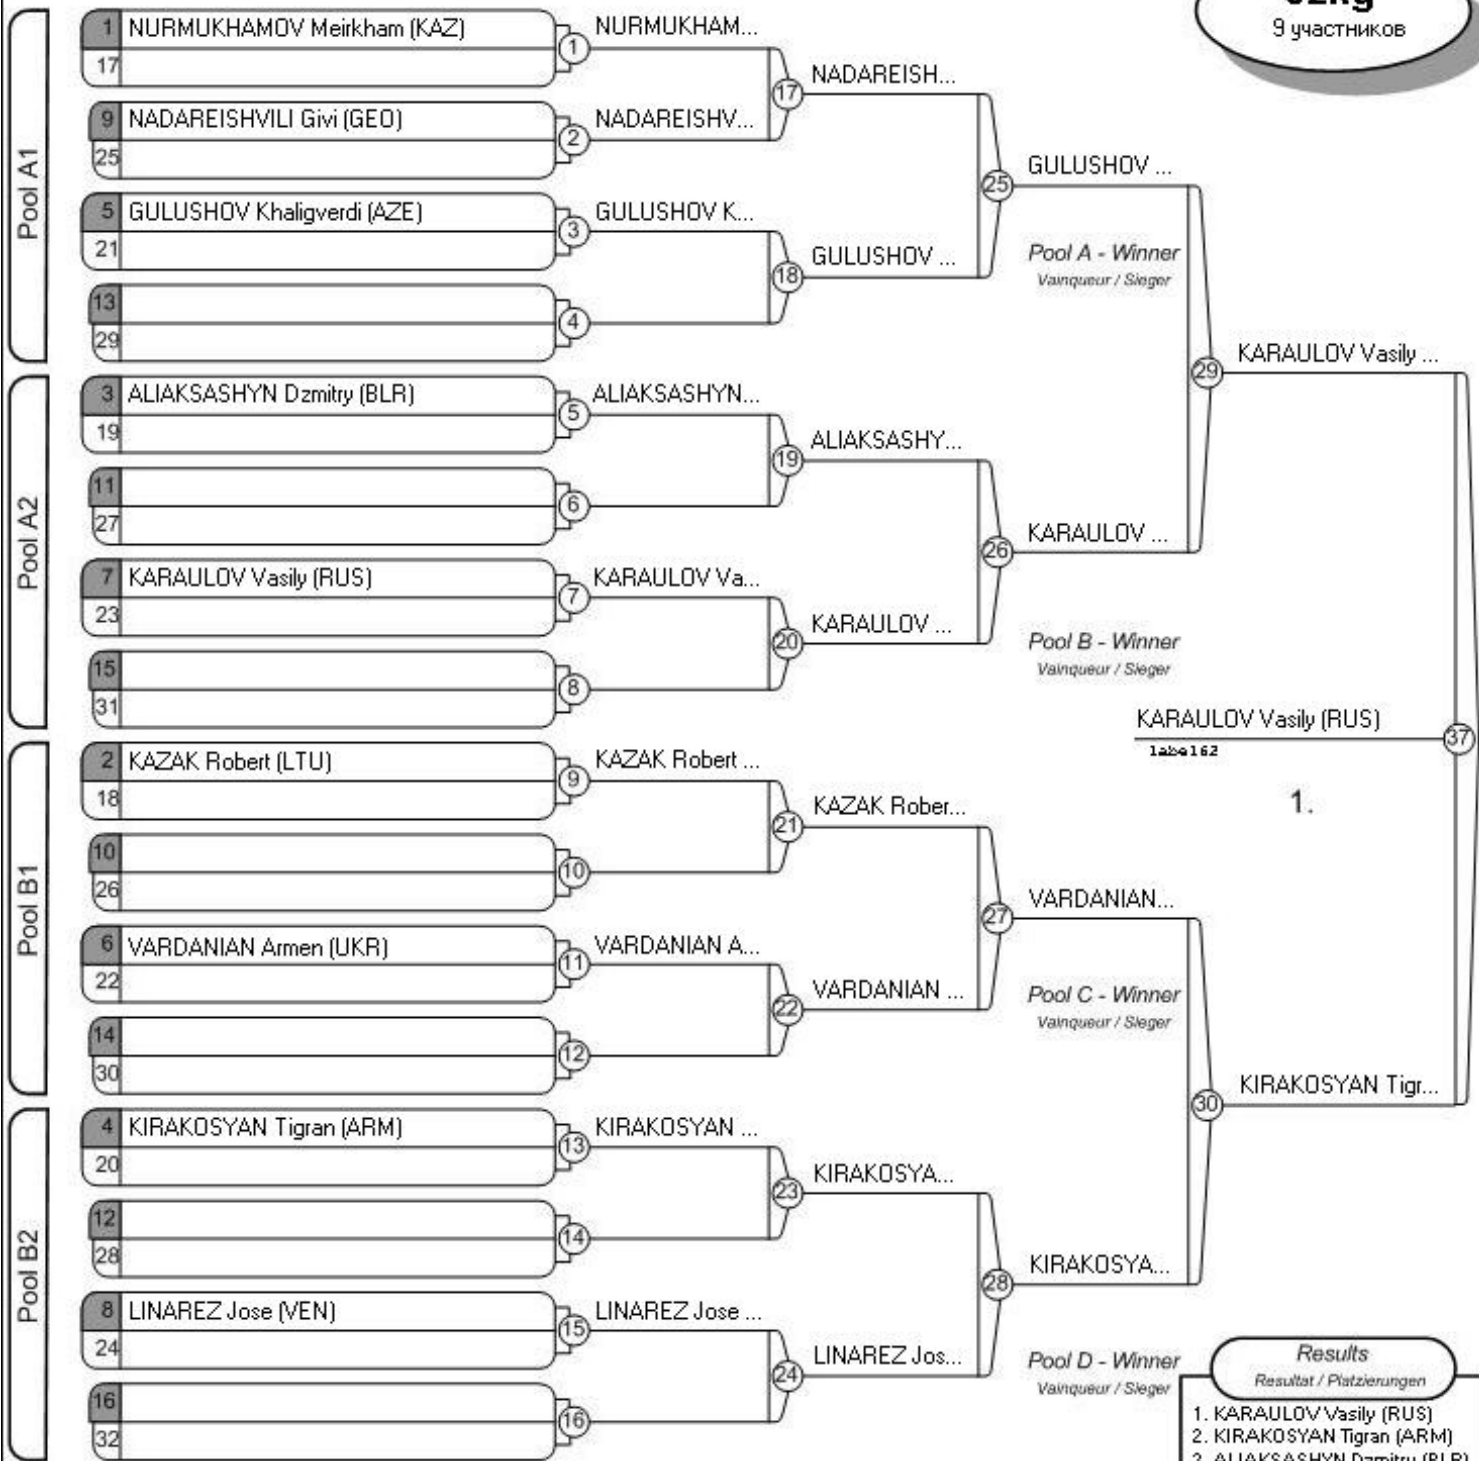 9 участников
Pool A1
1 NURMUKHAMOV Meirkham (KAZ)
17
1
NURMUKHAM...
9 NADAREISHVILI Givi (GEO)
25
2
NADAREISHV...
17
NADAREISH...
5 GULUSHOV Khaligverdi (AZE)
21
3
GULUSHOV K...
13
29
4
18
GULUSHOV ...
25
GULUSHOV ...
Pool A - Winner
Vainqueur / Sieger
Pool A2
3 ALIAKSASHYN Dzmitry (BLR)
19
5
ALIAKSASHYN...
11
27
6
19
ALIAKSASHY...
7 KARAULOV Vasily (RUS)
23
7
KARAULOV Va...
15
31
8
20
KARAULOV ...
26
KARAULOV ...
Pool B - Winner
Vainqueur / Sieger
29
KARAULOV Vasily ...
KARAULOV Vasily (RUS)
37
label62
1.
Pool B1
2 KAZAK Robert (LTU)
18
9
KAZAK Robert ...
10
26
10
21
KAZAK Rober...
6 VARDANIAN Armen (UKR)
22
11
VARDANIAN A...
14
30
12
22
VARDANIAN ...
27
VARDANIAN...
Pool C - Winner
Vainqueur / Sieger
Pool B2
4 KIRAKOSYAN Tigran (ARM)
20
13
KIRAKOSYAN ...
12
28
14
23
KIRAKOSYA...
8 LINAREZ Jose (VEN)
24
15
LINAREZ Jose ...
16
32
16
24
LINAREZ Jos...
28
KIRAKOSYA...
Pool D - Winner
Vainqueur / Sieger
30
KIRAKOSYAN Tigr...
Results
Resultat / Platzierungen
1. KARAULOV Vasily (RUS)
2. KIRAKOSYAN Tigran (ARM)
ALIAKSASHYN Dzmitry (BLR)